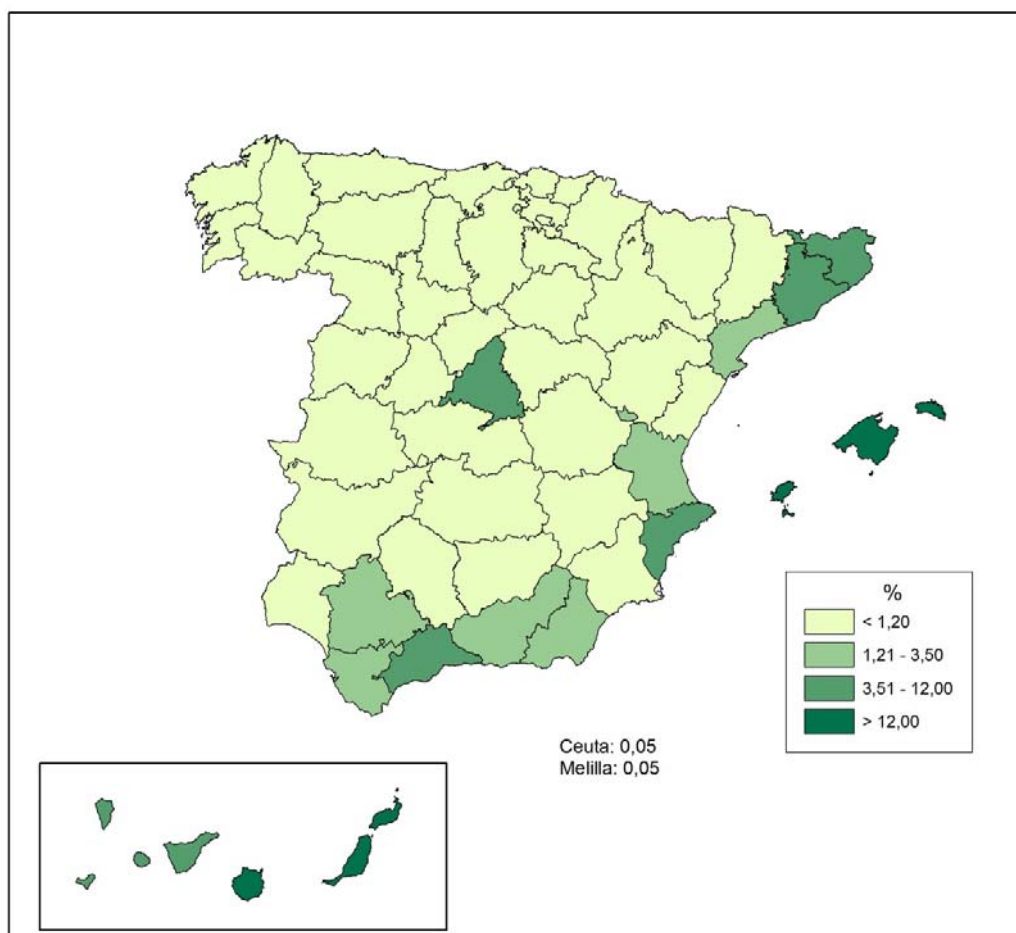 %
< 1,20
1,21 - 3,50
3,51 - 12,00
> 12,00
Ceuta: 0,05
Melilla: 0,05